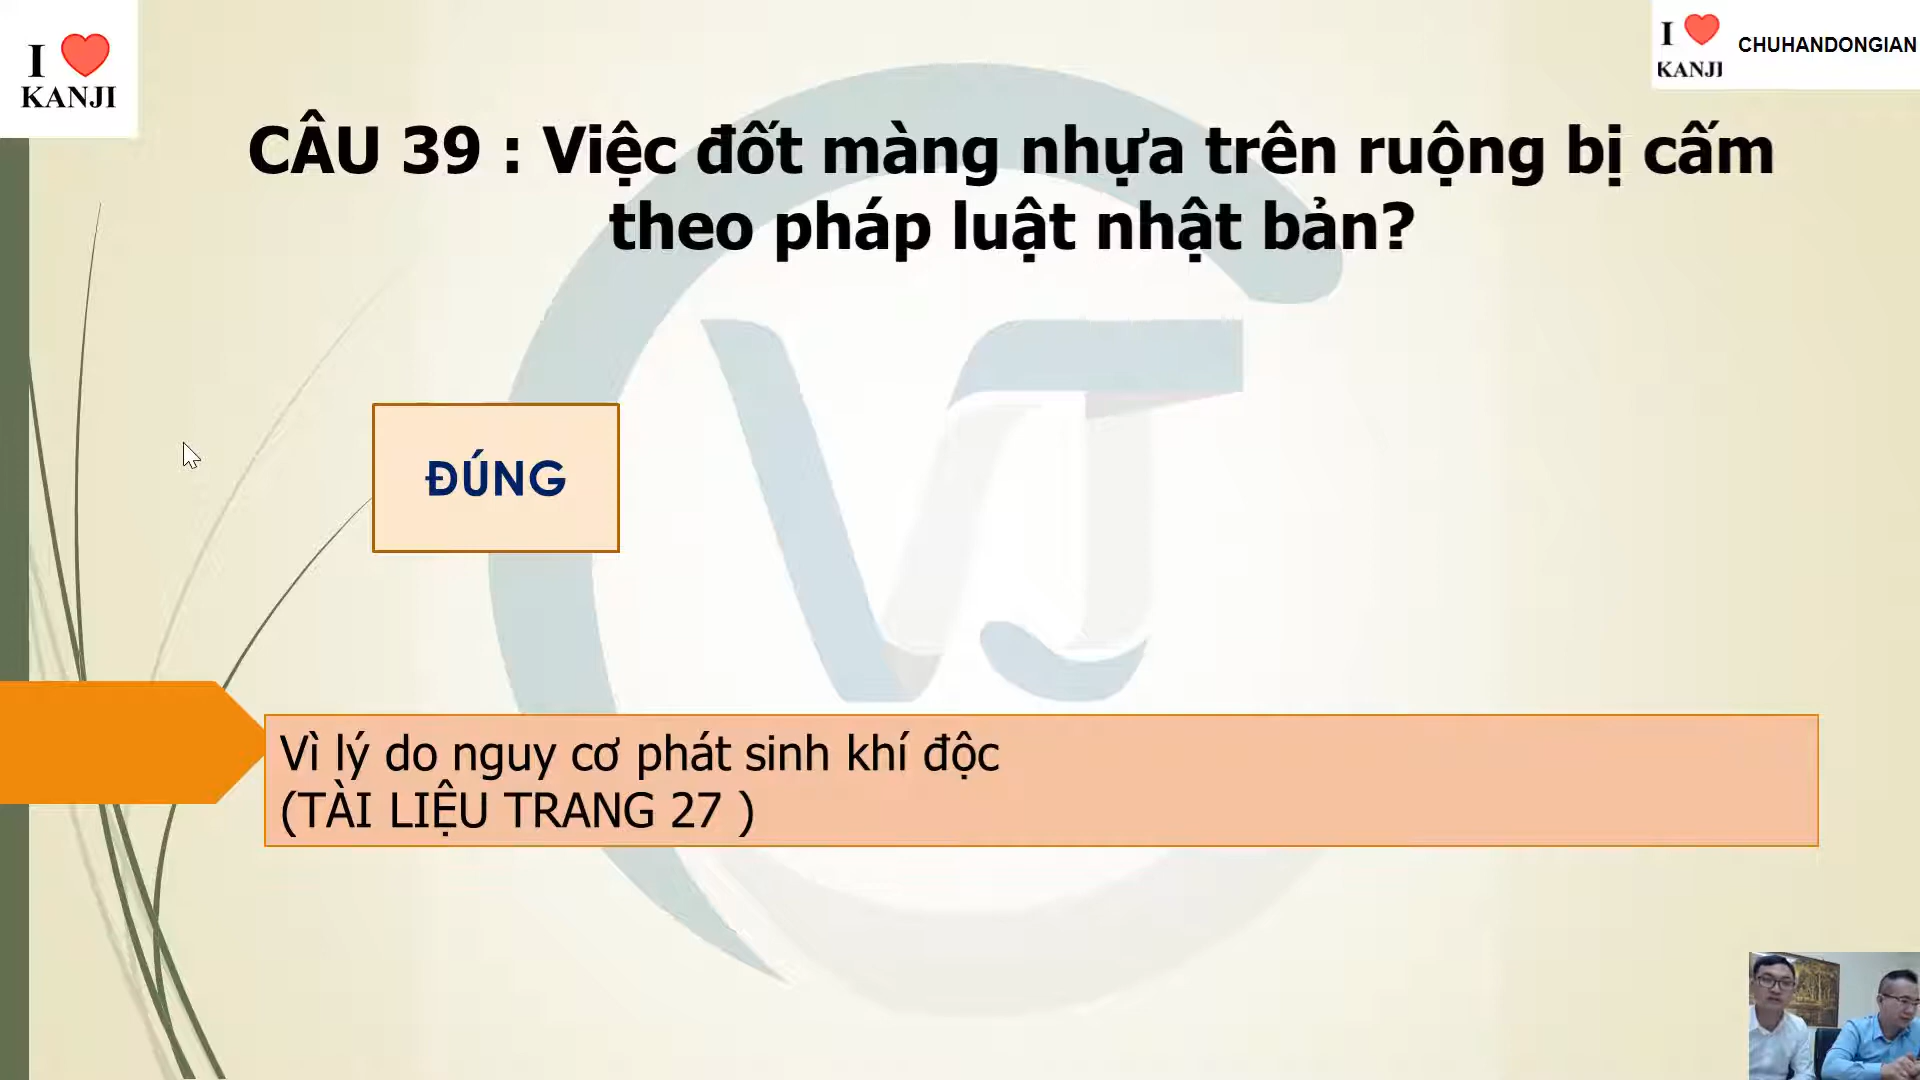 I ❤️
KANJI
I ❤️
KANJI
CHUHANDONGIAN
CÂU 39 : Việc đốt màng nhựa trên ruộng bị cấm
theo pháp luật nhật bản?
VJ
ĐÚNG
Vì lý do nguy cơ phát sinh khí độc
(TÀI LIỆU TRANG 27 )